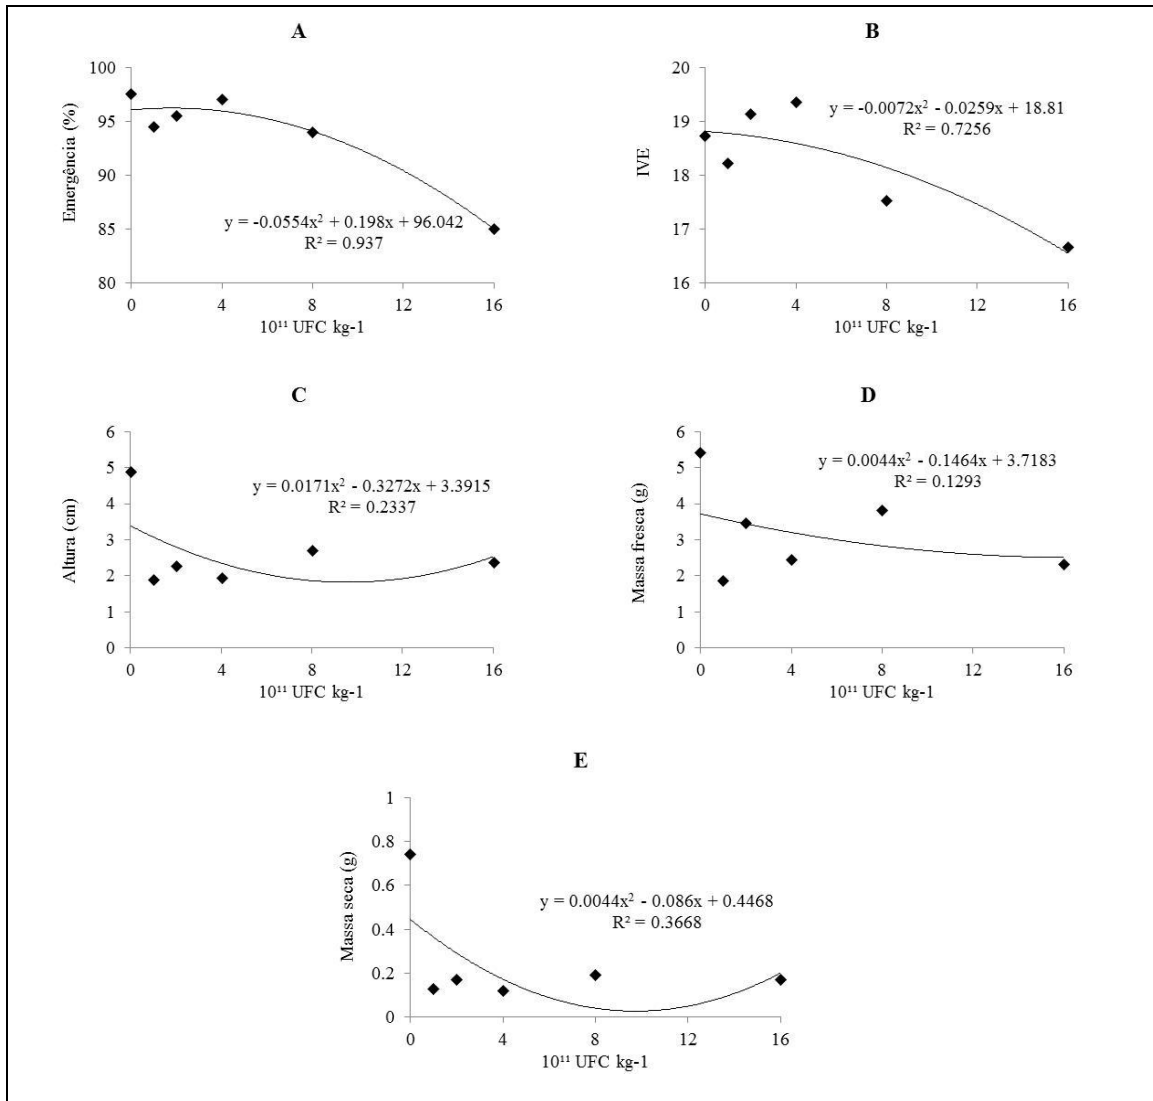 A
100
95
90
85
80
Emergência (%)
y = -0.0554x² + 0.198x + 96.042
R² = 0.937
0 4 8 12 16
10¹¹ UFC kg-1
B
20
19
18
17
16
IVE
y = -0.0072x² - 0.0259x + 18.81
R² = 0.7256
0 4 8 12 16
10¹¹ UFC kg-1
C
6
5
4
3
2
1
0
Altura (cm)
y = 0.0171x² - 0.3272x + 3.3915
R² = 0.2337
0 4 8 12 16
10¹¹ UFC kg-1
D
6
5
4
3
2
1
0
Massa fresca (g)
y = 0.0044x² - 0.1464x + 3.7183
R² = 0.1293
0 4 8 12 16
10¹¹ UFC kg-1
E
1
0.8
0.6
0.4
0.2
0
Massa seca (g)
y = 0.0044x² - 0.086x + 0.4468
R² = 0.3668
0 4 8 12 16
10¹¹ UFC kg-1